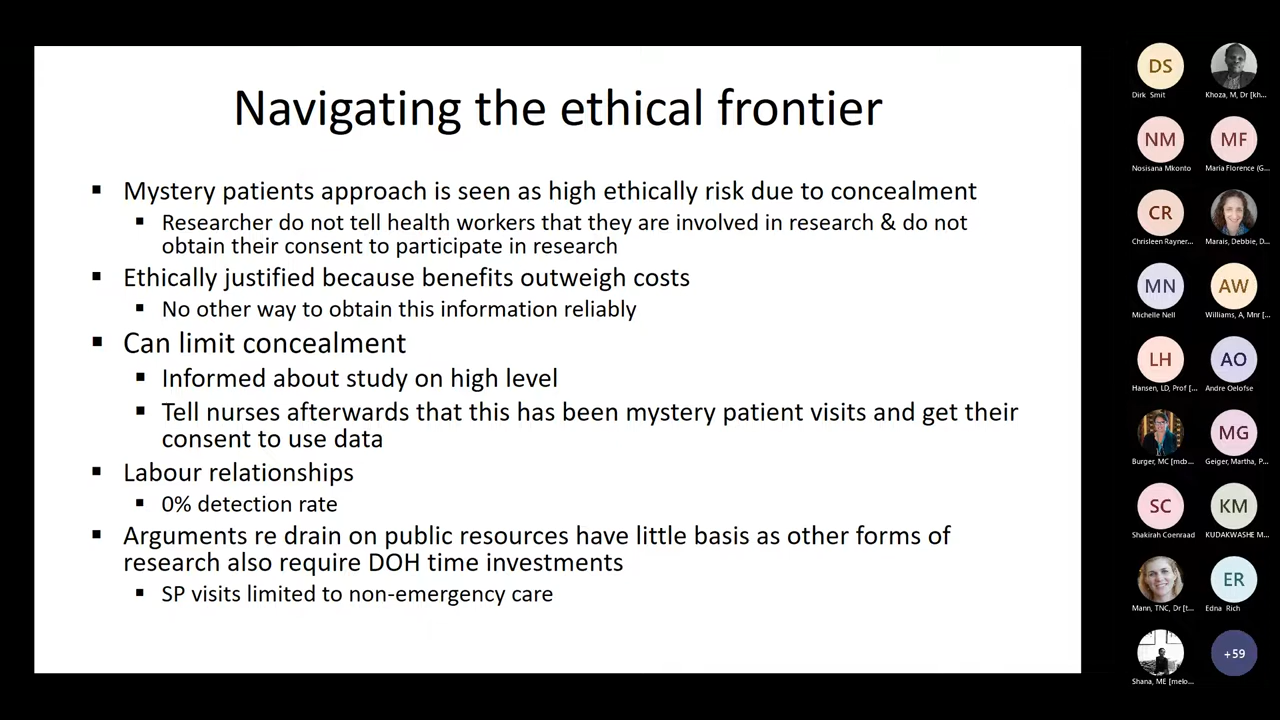 Navigating the ethical frontier
▪ Mystery patients approach is seen as high ethically risk due to concealment
▪ Researcher do not tell health workers that they are involved in research & do not
obtain their consent to participate in research
▪ Ethically justified because benefits outweigh costs
▪ No other way to obtain this information reliably
▪ Can limit concealment
▪ Informed about study on high level
▪ Tell nurses afterwards that this has been mystery patient visits and get their
consent to use data
▪ Labour relationships
▪ 0% detection rate
▪ Arguments re drain on public resources have little basis as other forms of
research also require DOH time investments
▪ SP visits limited to non-emergency care
DS
Dirk Smit
Khoza, M, Dr [kh...
NM
Nosisana Mkonto
MF
Maria Florence (G...
CR
Chrisleen Rayner...
Marais, Debbie, D...
MN
Michelle Nell
AW
Williams, A, Mnr [...
LH
Hansen, LD, Prof [...
AO
Andre Oelofse
Burger, MC [mcb...
MG
Geiger, Martha, P...
SC
Shakirah Coenraad
KM
KUDAKWASHE M...
Mann, TNC, Dr [t...
ER
Edna Rich
Shana, ME [melo...
+59